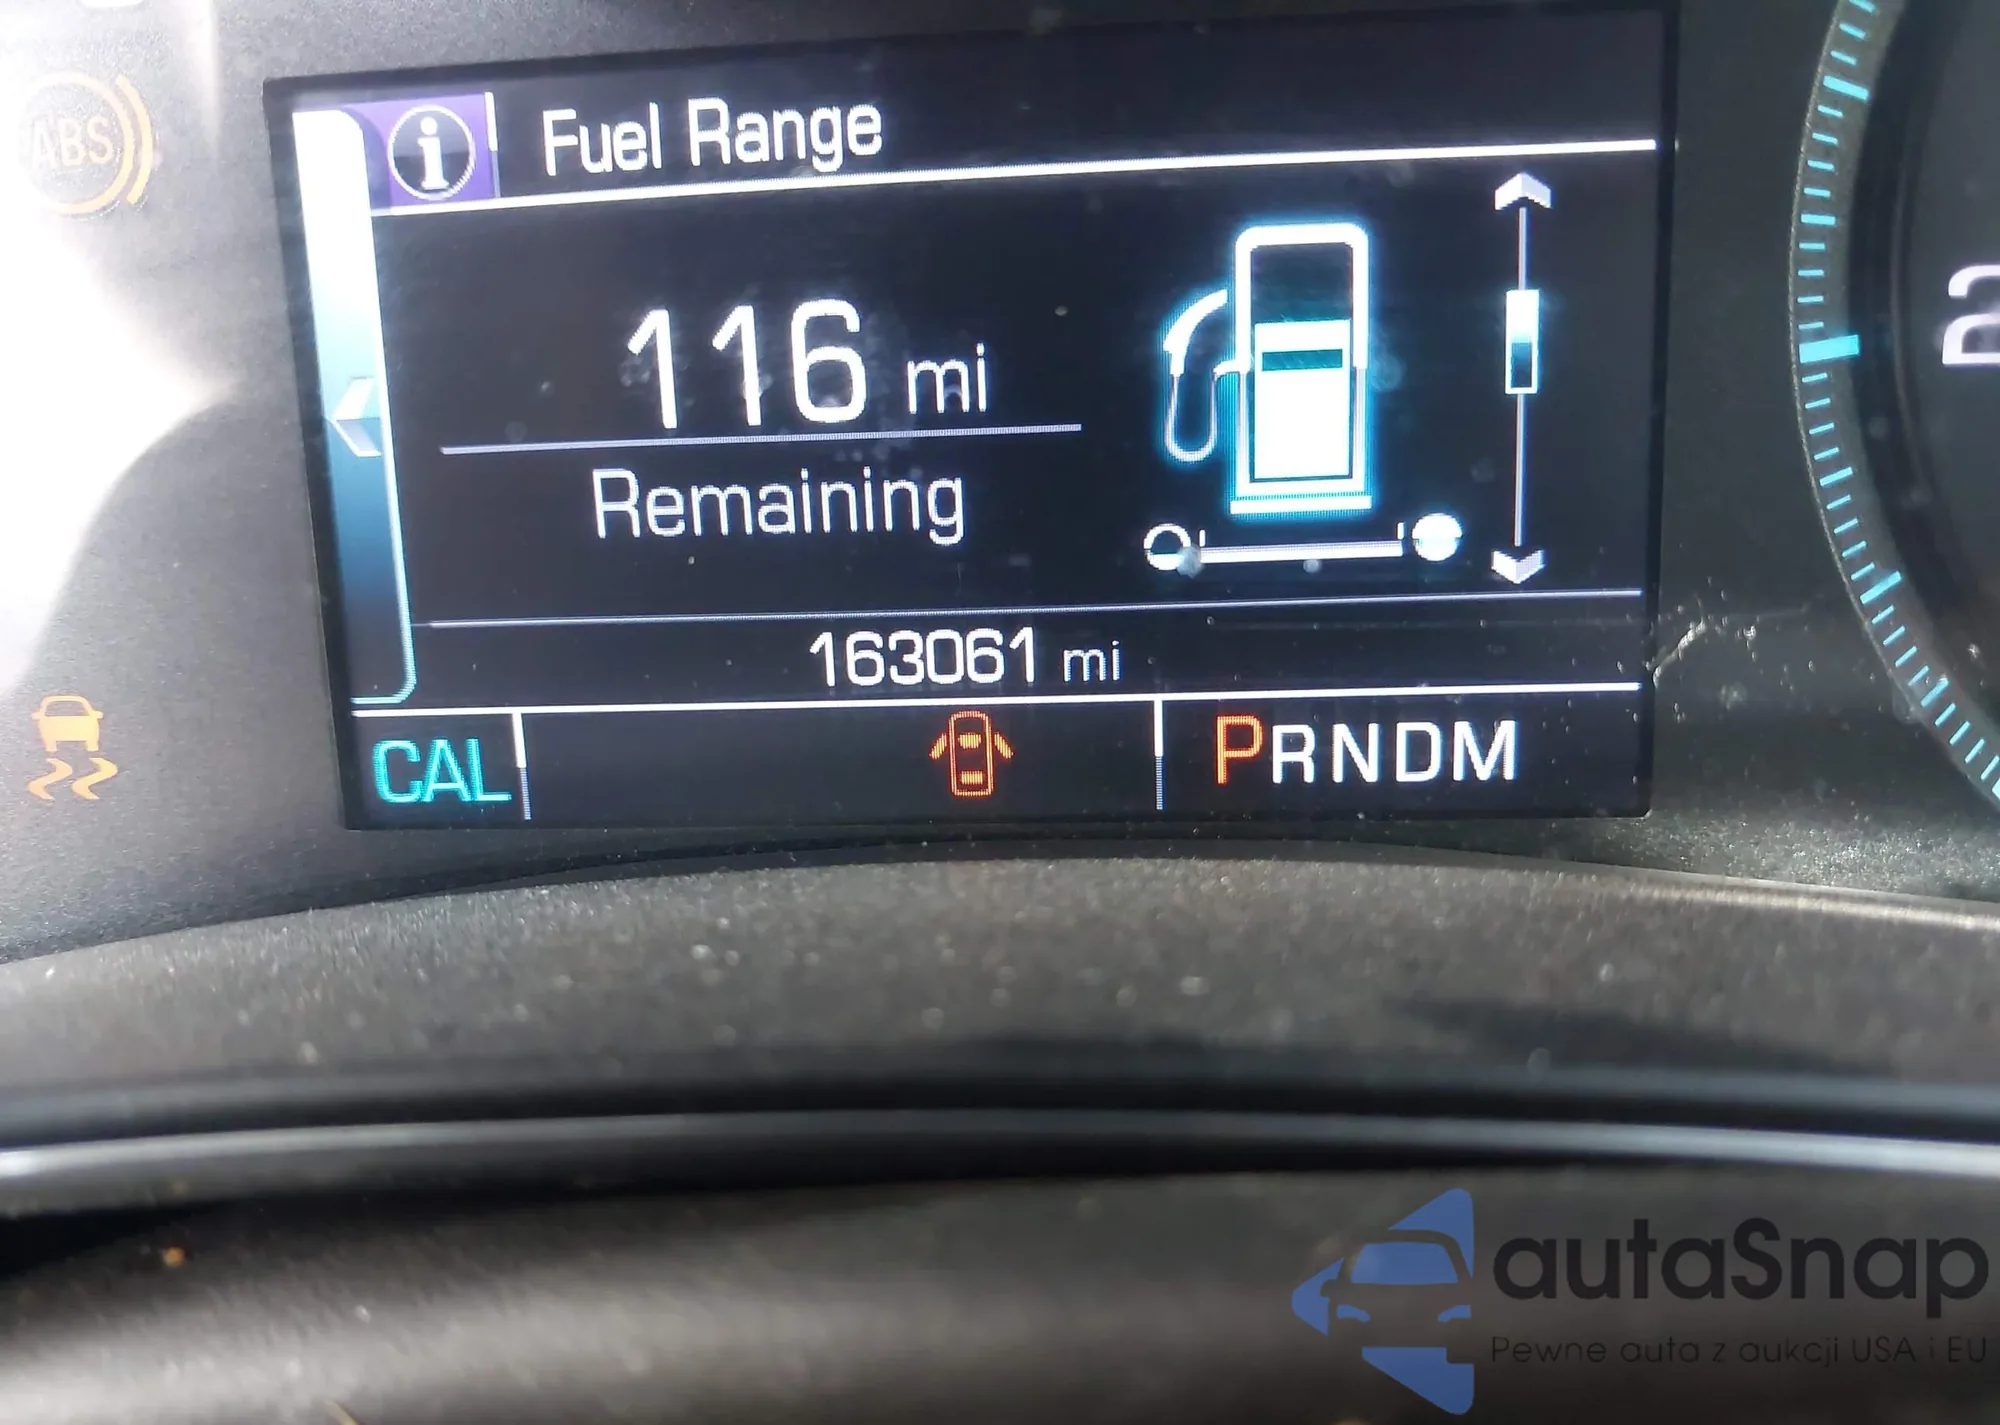 ABS
Fuel Range
116 mi
Remaining
163061 mi
CAL
PRNDM
autaSnap
Pewne auta z aukcji USA i EU